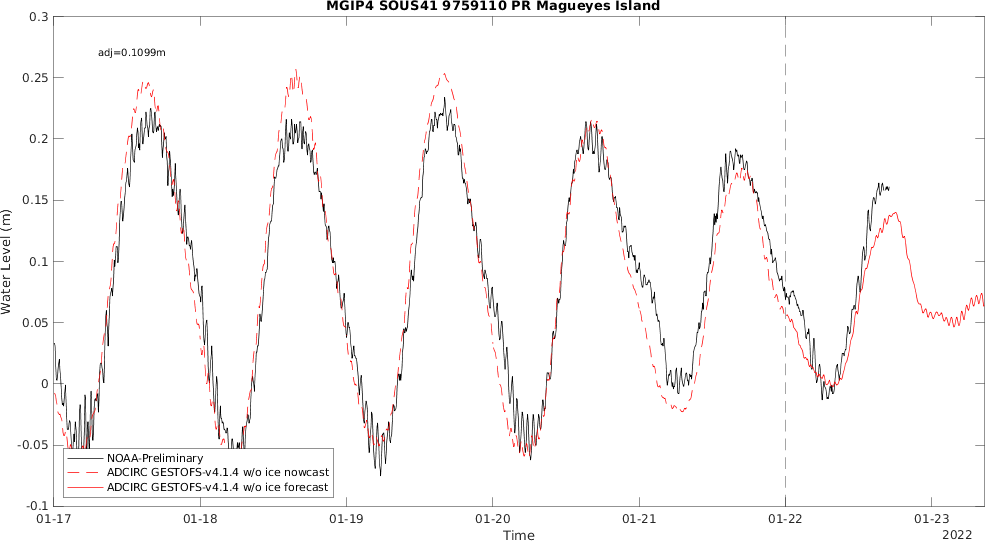 MGIP4 SOUS41 9759110 PR Magueyes Island
0.3
adj=0.1099m
0.25
0.2
0.15
0.1
0.05
0
-0.05
-0.1
Water Level (m)
NOAA-Preliminary
ADCIRC GESTOFS-v4.1.4 w/o ice nowcast
ADCIRC GESTOFS-v4.1.4 w/o ice forecast
01-17 01-18 01-19 01-20 01-21 01-22 01-23
Time
2022